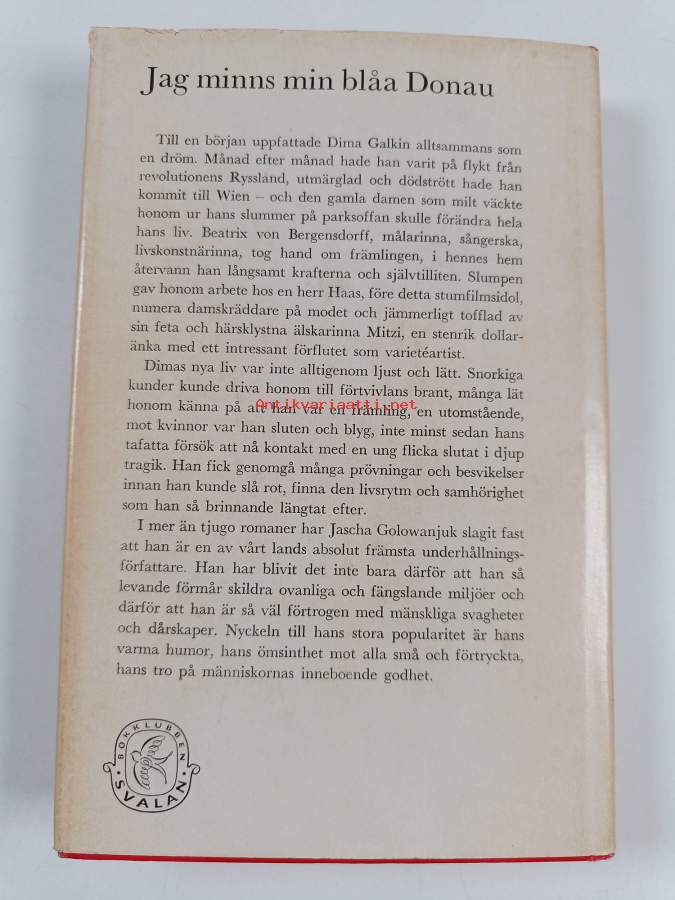 Jag minns min blåa Donau
Till en början uppfattade Dima Galkin alltsammans som
en dröm. Månad efter månad hade han varit på flykt från
revolutionens Ryssland, utmärglad och dödstrött hade han
kommit till Wien – och den gamla damen som milt väckte
honom ur hans slummer på parksoffan skulle förändra hela
hans liv. Beatrix von Bergensdorff, målarinna, sångerska,
livskonstnärinna, tog hand om främlingen, i hennes hem
återvann han långsamt krafterna och självtilliten. Slumpen
gav honom arbete hos en herr Haas, före detta stumfilmsidol,
numera damskräddare på modet och jämmerligt tofflad av
sin feta och härsklystna älskarinna Mitzi, en stenrik dollar-
änka med ett intressant förflutet som varietéartist.
Dimas nya liv var inte alltigenom ljust och lätt. Snorkiga
kunder kunde driva honom till förtvivlans brant, många lät
honom känna på att han var en främling, en utomstående,
Antikvariaatti.net
mot kvinnor var han sluten och blyg, inte minst sedan hans
tafatta försök att nå kontakt med en ung flicka slutat i djup
tragik. Han fick genomgå många prövningar och besvikelser
innan han kunde slå rot, finna den livsrytm och samhörighet
som han så brinnande längtat efter.
I mer än tjugo romaner har Jascha Golowanjuk slagit fast
att han är en av vårt lands absolut främsta underhållnings-
författare. Han har blivit det inte bara därför att han så
levande förmår skildra ovanliga och fängslande miljöer och
därför att han är så väl förtrogen med mänskliga svagheter
och dårskaper. Nyckeln till hans stora popularitet är hans
varma humor, hans ömsinthet mot alla små och förtryckta,
hans tro på människornas inneboende godhet.
BOKKLUBBEN
SVALAN